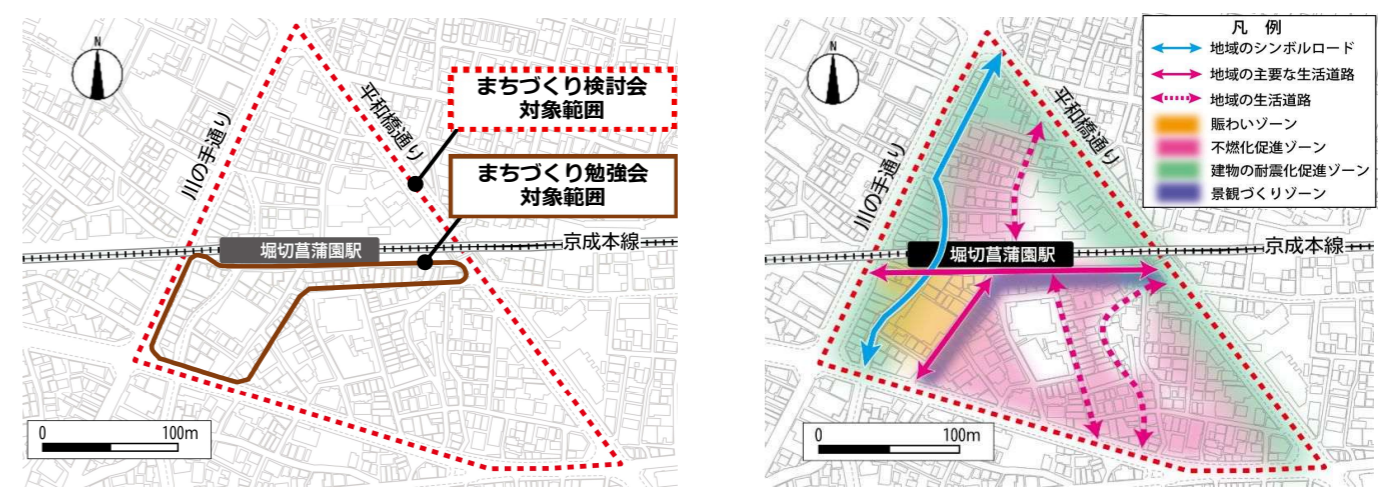 N
まちづくり検討会
対象範囲
まちづくり勉強会
対象範囲
平和橋通り
川の手通り
堀切菖蒲園駅
京成本線
0 100m
N
凡 例
地域のシンボルロード
地域の主要な生活道路
地域の生活道路
賑わいゾーン
不燃化促進ゾーン
建物の耐震化促進ゾーン
景観づくりゾーン
平和橋通り
川の手通り
堀切菖蒲園駅
京成本線
0 100m